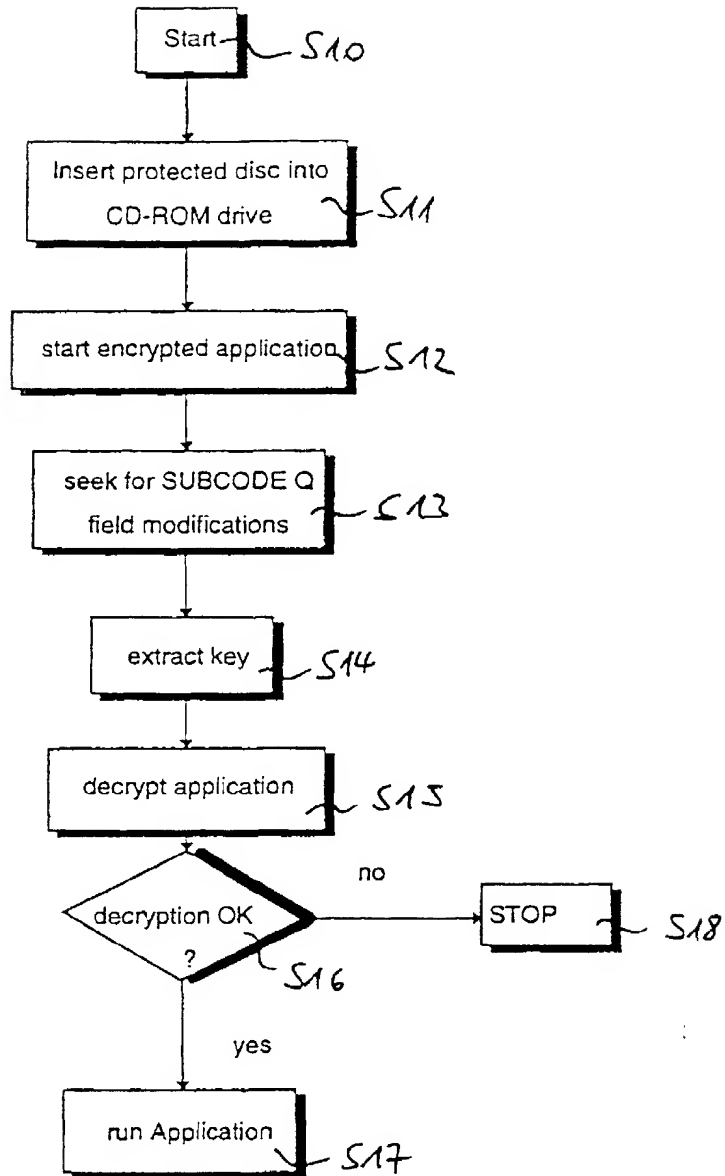 Start S10
Insert protected disc into
CD-ROM drive S11
start encrypted application S12
seek for SUBCODE Q
field modifications S13
extract key S14
decrypt application S15
no
decryption OK
?
S16
STOP S18
yes
run Application S17